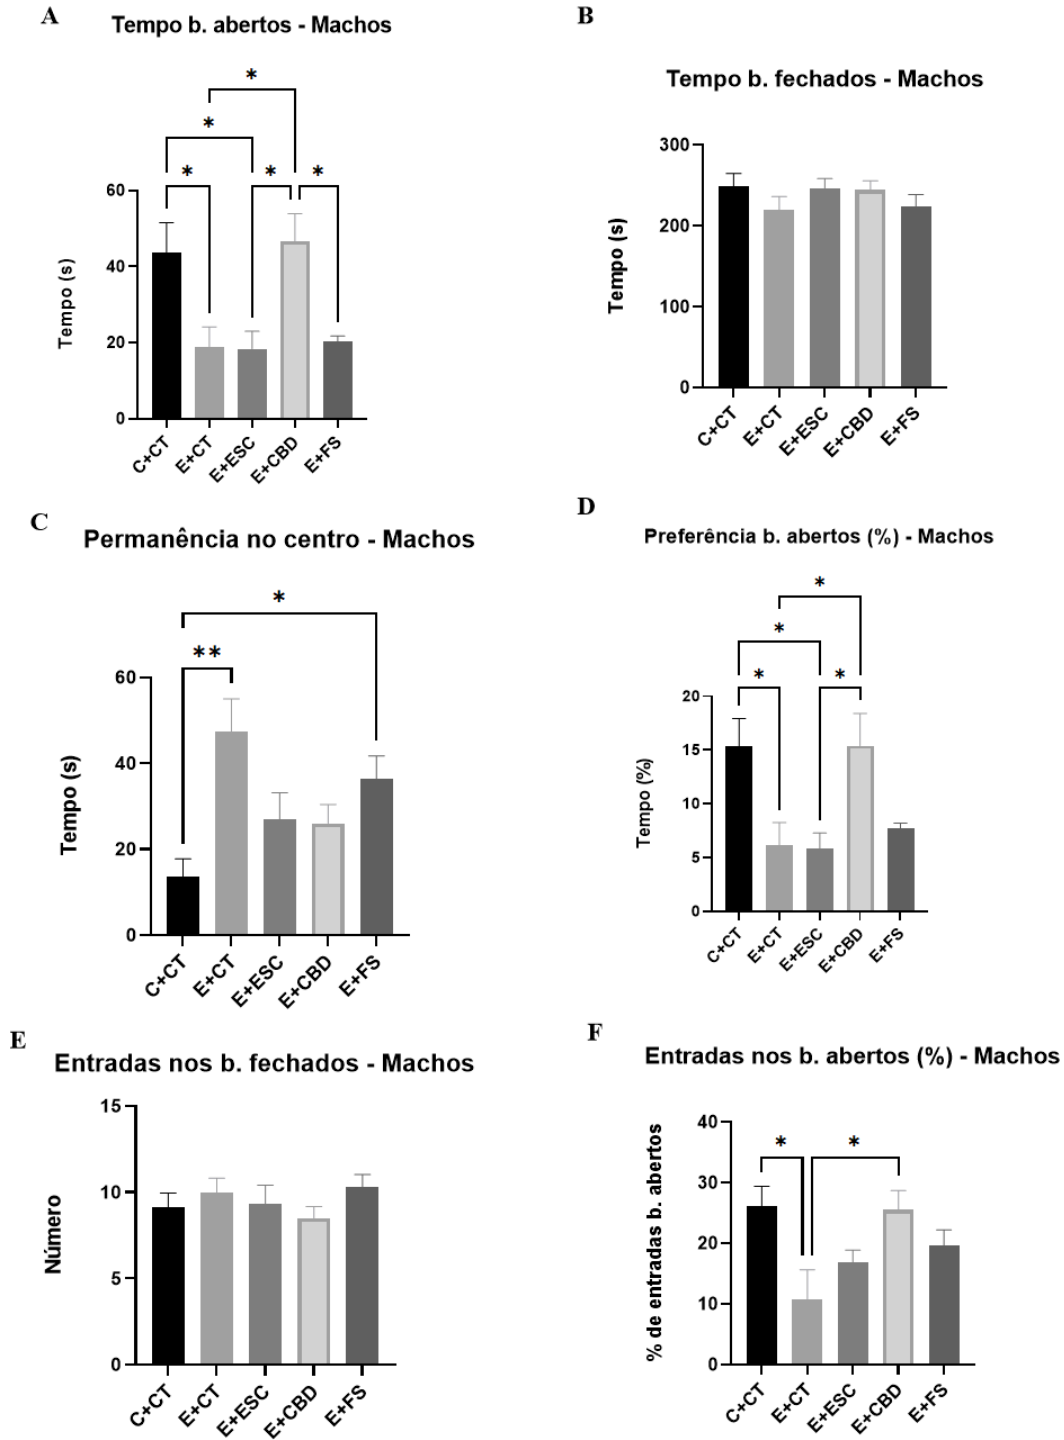 A
Tempo b. abertos - Machos
*
*
*
*
*
60
40
20
0
Tempo (s)
C+CT
E+CT
E+ESC
E+CBD
E+FS
B
Tempo b. fechados - Machos
300
200
100
0
Tempo (s)
C+CT
E+CT
E+ESC
E+CBD
E+FS
C
Permanência no centro - Machos
*
**
60
40
20
0
Tempo (s)
C+CT
E+CT
E+ESC
E+CBD
E+FS
D
Preferência b. abertos (%) - Machos
*
*
*
*
20
15
10
5
0
Tempo (%)
C+CT
E+CT
E+ESC
E+CBD
E+FS
E
Entradas nos b. fechados - Machos
15
10
5
0
Número
C+CT
E+CT
E+ESC
E+CBD
E+FS
F
Entradas nos b. abertos (%) - Machos
*
*
40
30
20
10
0
% de entradas b. abertos
C+CT
E+CT
E+ESC
E+CBD
E+FS